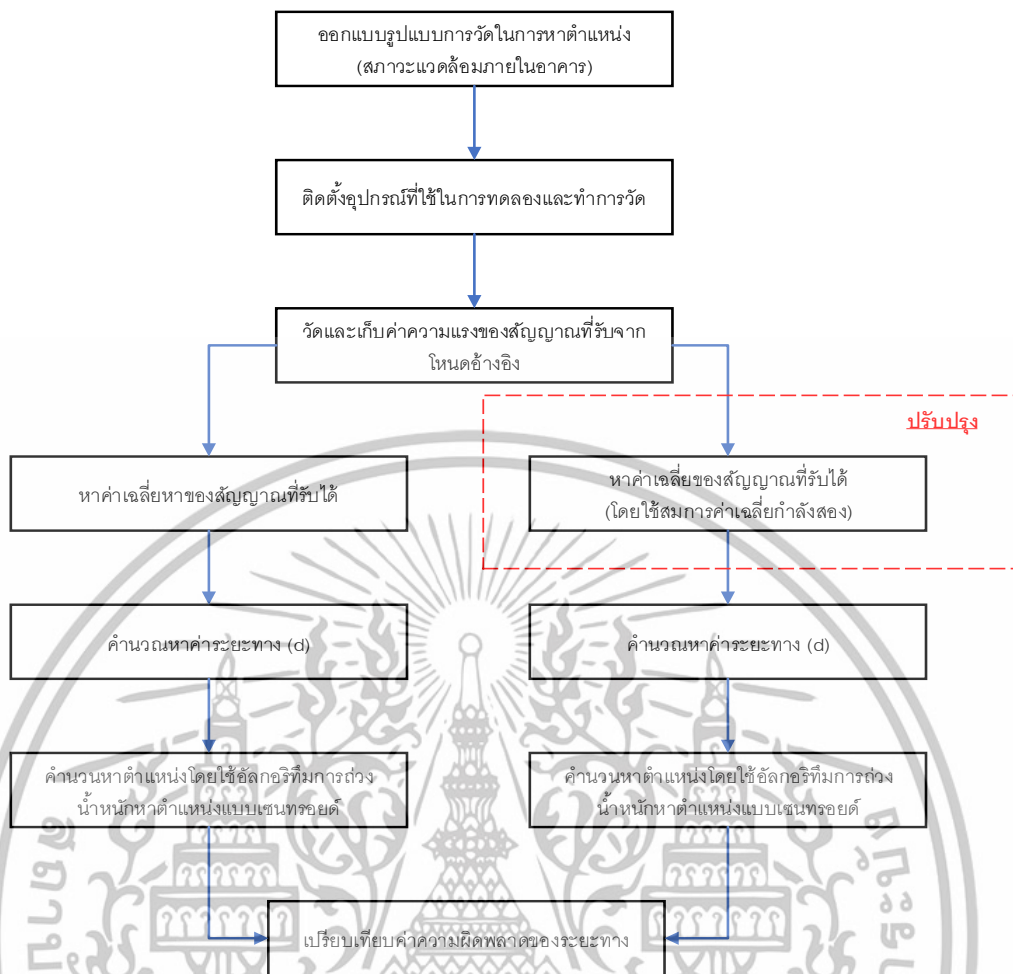 ออกแบบรูปแบบการวัดในการหาตำแหน่ง
(สภาวะแวดล้อมภายในอาคาร)
ติดตั้งอุปกรณ์ที่ใช้ในการทดลองและทำการวัด
วัดและเก็บค่าความแรงของสัญญาณที่รับจาก
โหนดอ้างอิง
ปรับปรุง
หาค่าเฉลี่ยหาของสัญญาณที่รับได้
หาค่าเฉลี่ยของสัญญาณที่รับได้
(โดยใช้สมการค่าเฉลี่ยกำลังสอง)
คำนวณหาค่าระยะทาง (d)
คำนวณหาค่าระยะทาง (d)
คำนวนหาตำแหน่งโดยใช้อัลกอริทึมการถ่วง
น้ำหนักหาตำแหน่งแบบเซนทรอยด์
คำนวนหาตำแหน่งโดยใช้อัลกอริทึมการถ่วง
น้ำหนักหาตำแหน่งแบบเซนทรอยด์
เปรียบเทียบค่าความผิดพลาดของระยะทาง